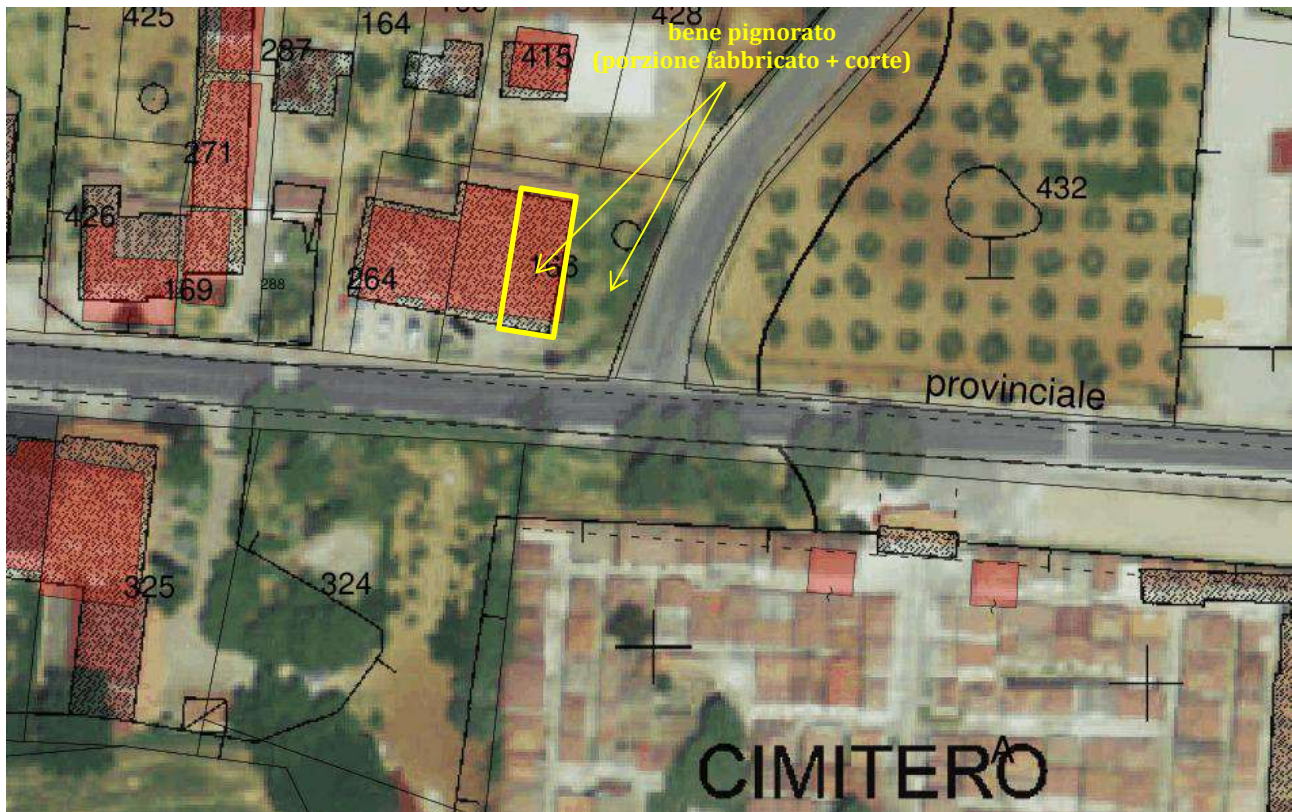 425
164
428
bene pignorato
(porzione fabbricato + corte)
287
415
271
432
426
264
169
288
provinciale
325
324
CIMITERO
A